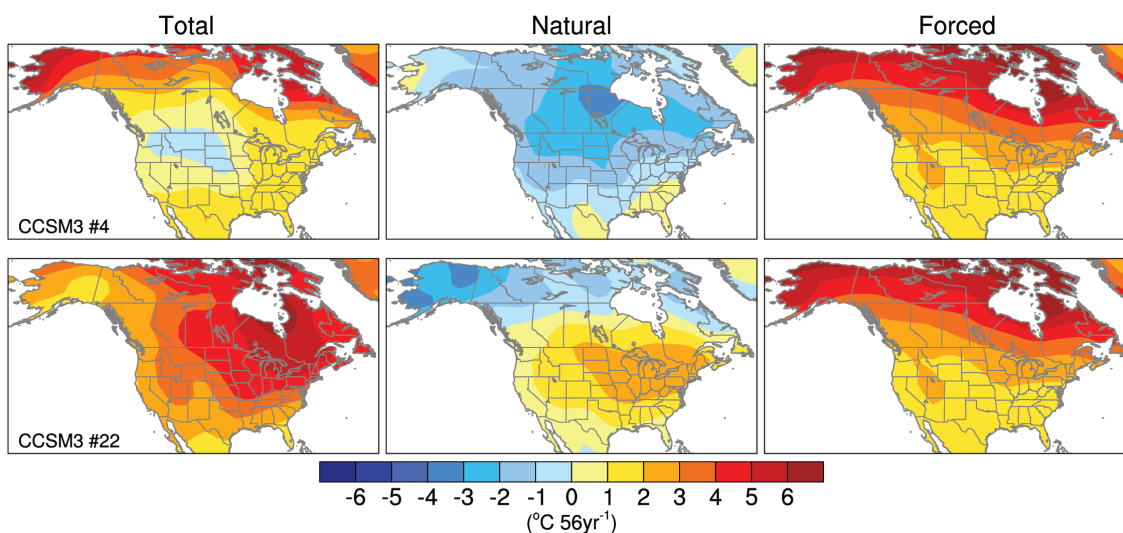 Total Natural Forced
CCSM3 #4
CCSM3 #22
-6 -5 -4 -3 -2 -1 0 1 2 3 4 5 6
(°C 56yr⁻¹)